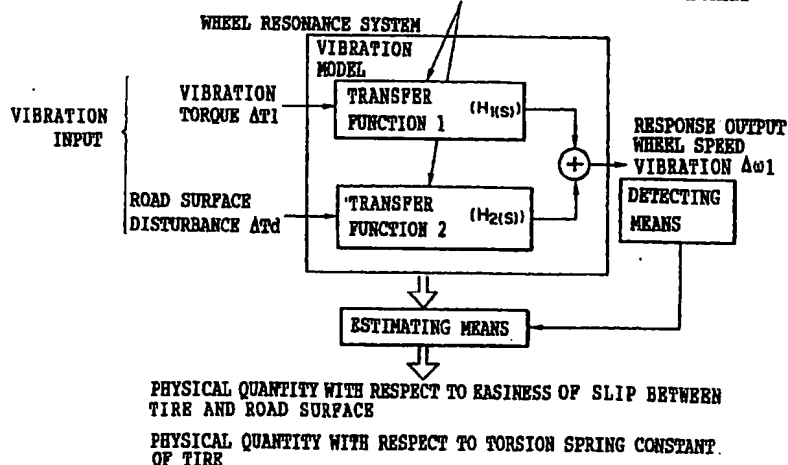 WHEEL RESONANCE SYSTEM
VIBRATION
MODEL
VIBRATION
INPUT
VIBRATION
TORQUE ΔT1
TRANSFER
FUNCTION 1
(H1(S))
+
RESPONSE OUTPUT
WHEEL SPEED
VIBRATION Δω1
ROAD SURFACE
DISTURBANCE ΔTd
TRANSFER
FUNCTION 2
(H2(S))
DETECTING
MEANS
ESTIMATING MEANS
PHYSICAL QUANTITY WITH RESPECT TO EASINESS OF SLIP BETWEEN
TIRE AND ROAD SURFACE
PHYSICAL QUANTITY WITH RESPECT TO TORSION SPRING CONSTANT
OF TIRE